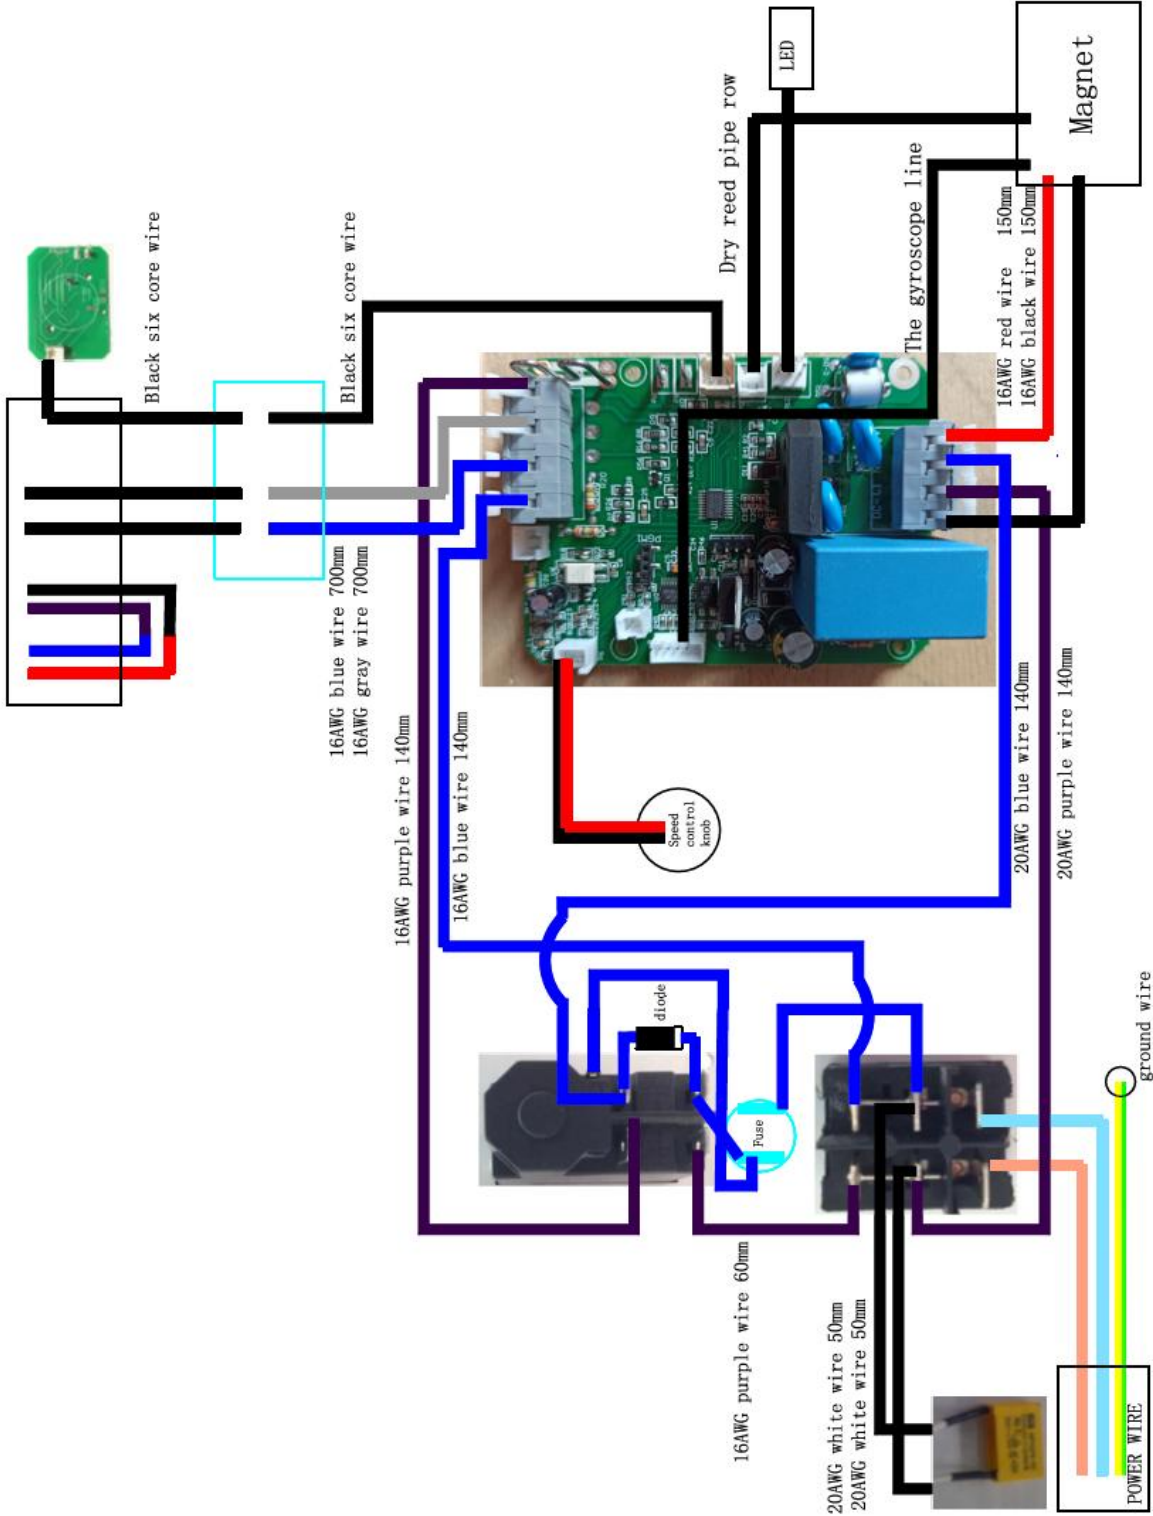 LED
Magnet
Dry reed pipe row
The gyroscope line
16AWG red wire 150mm
16AWG black wire 150mm
Black six core wire
Black six core wire
16AWG blue wire 700mm
16AWG gray wire 700mm
16AWG purple wire 140mm
16AWG blue wire 140mm
PGM1
U1
Speed
control
knob
20AWG blue wire 140mm
20AWG purple wire 140mm
diode
Fuse
ground wire
16AWG purple wire 60mm
20AWG white wire 50mm
20AWG white wire 50mm
POWER WIRE